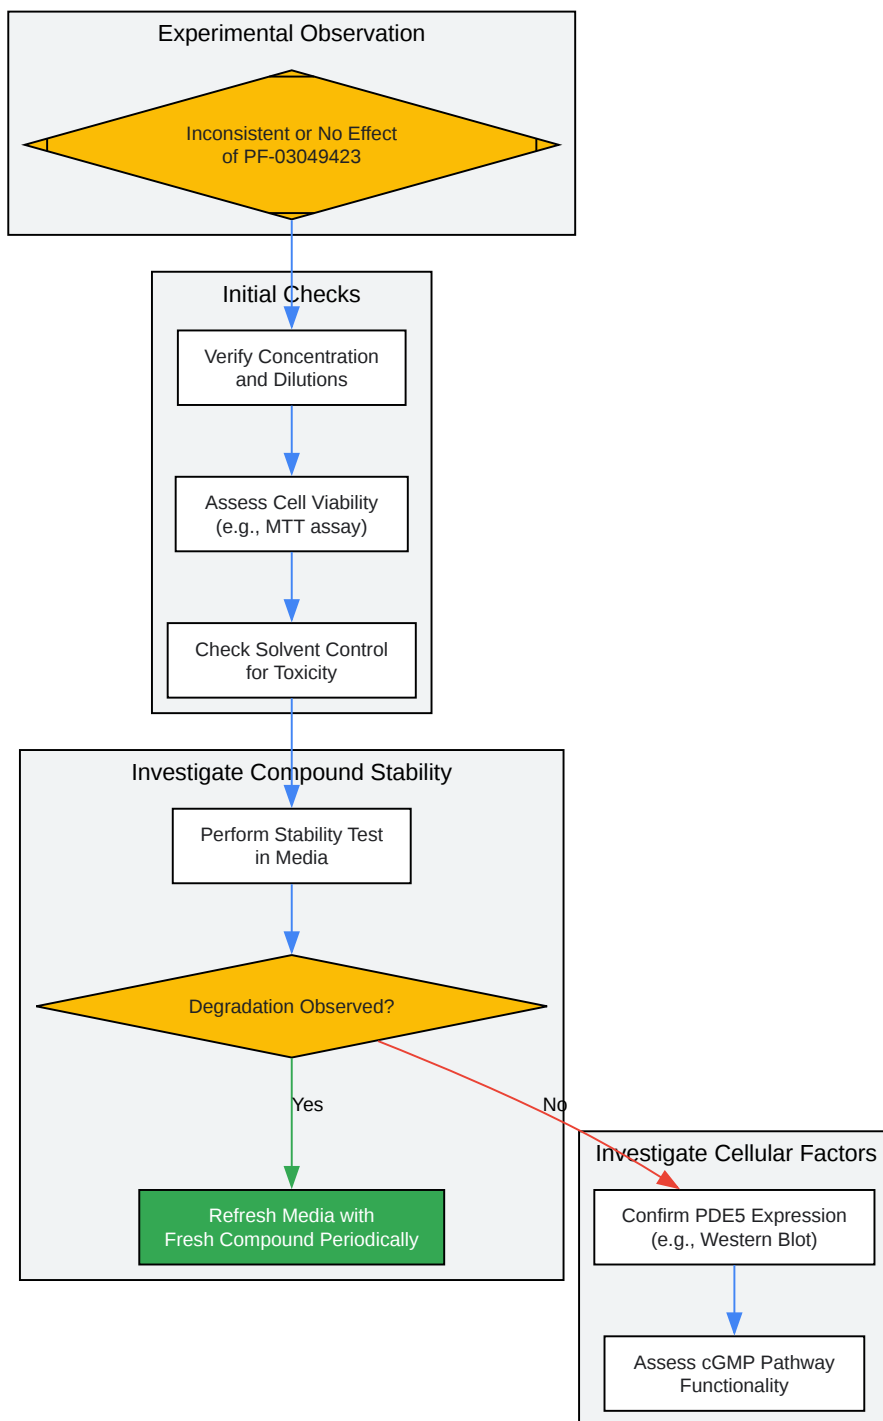 Experimental Observation
Inconsistent or No Effect
of PF-03049423
Initial Checks
Verify Concentration
and Dilutions
Assess Cell Viability
(e.g., MTT assay)
Check Solvent Control
for Toxicity
Investigate Compound Stability
Perform Stability Test
in Media
Degradation Observed?
Yes
No
Refresh Media with
Fresh Compound Periodically
Investigate Cellular Factors
Confirm PDE5 Expression
(e.g., Western Blot)
Assess cGMP Pathway
Functionality